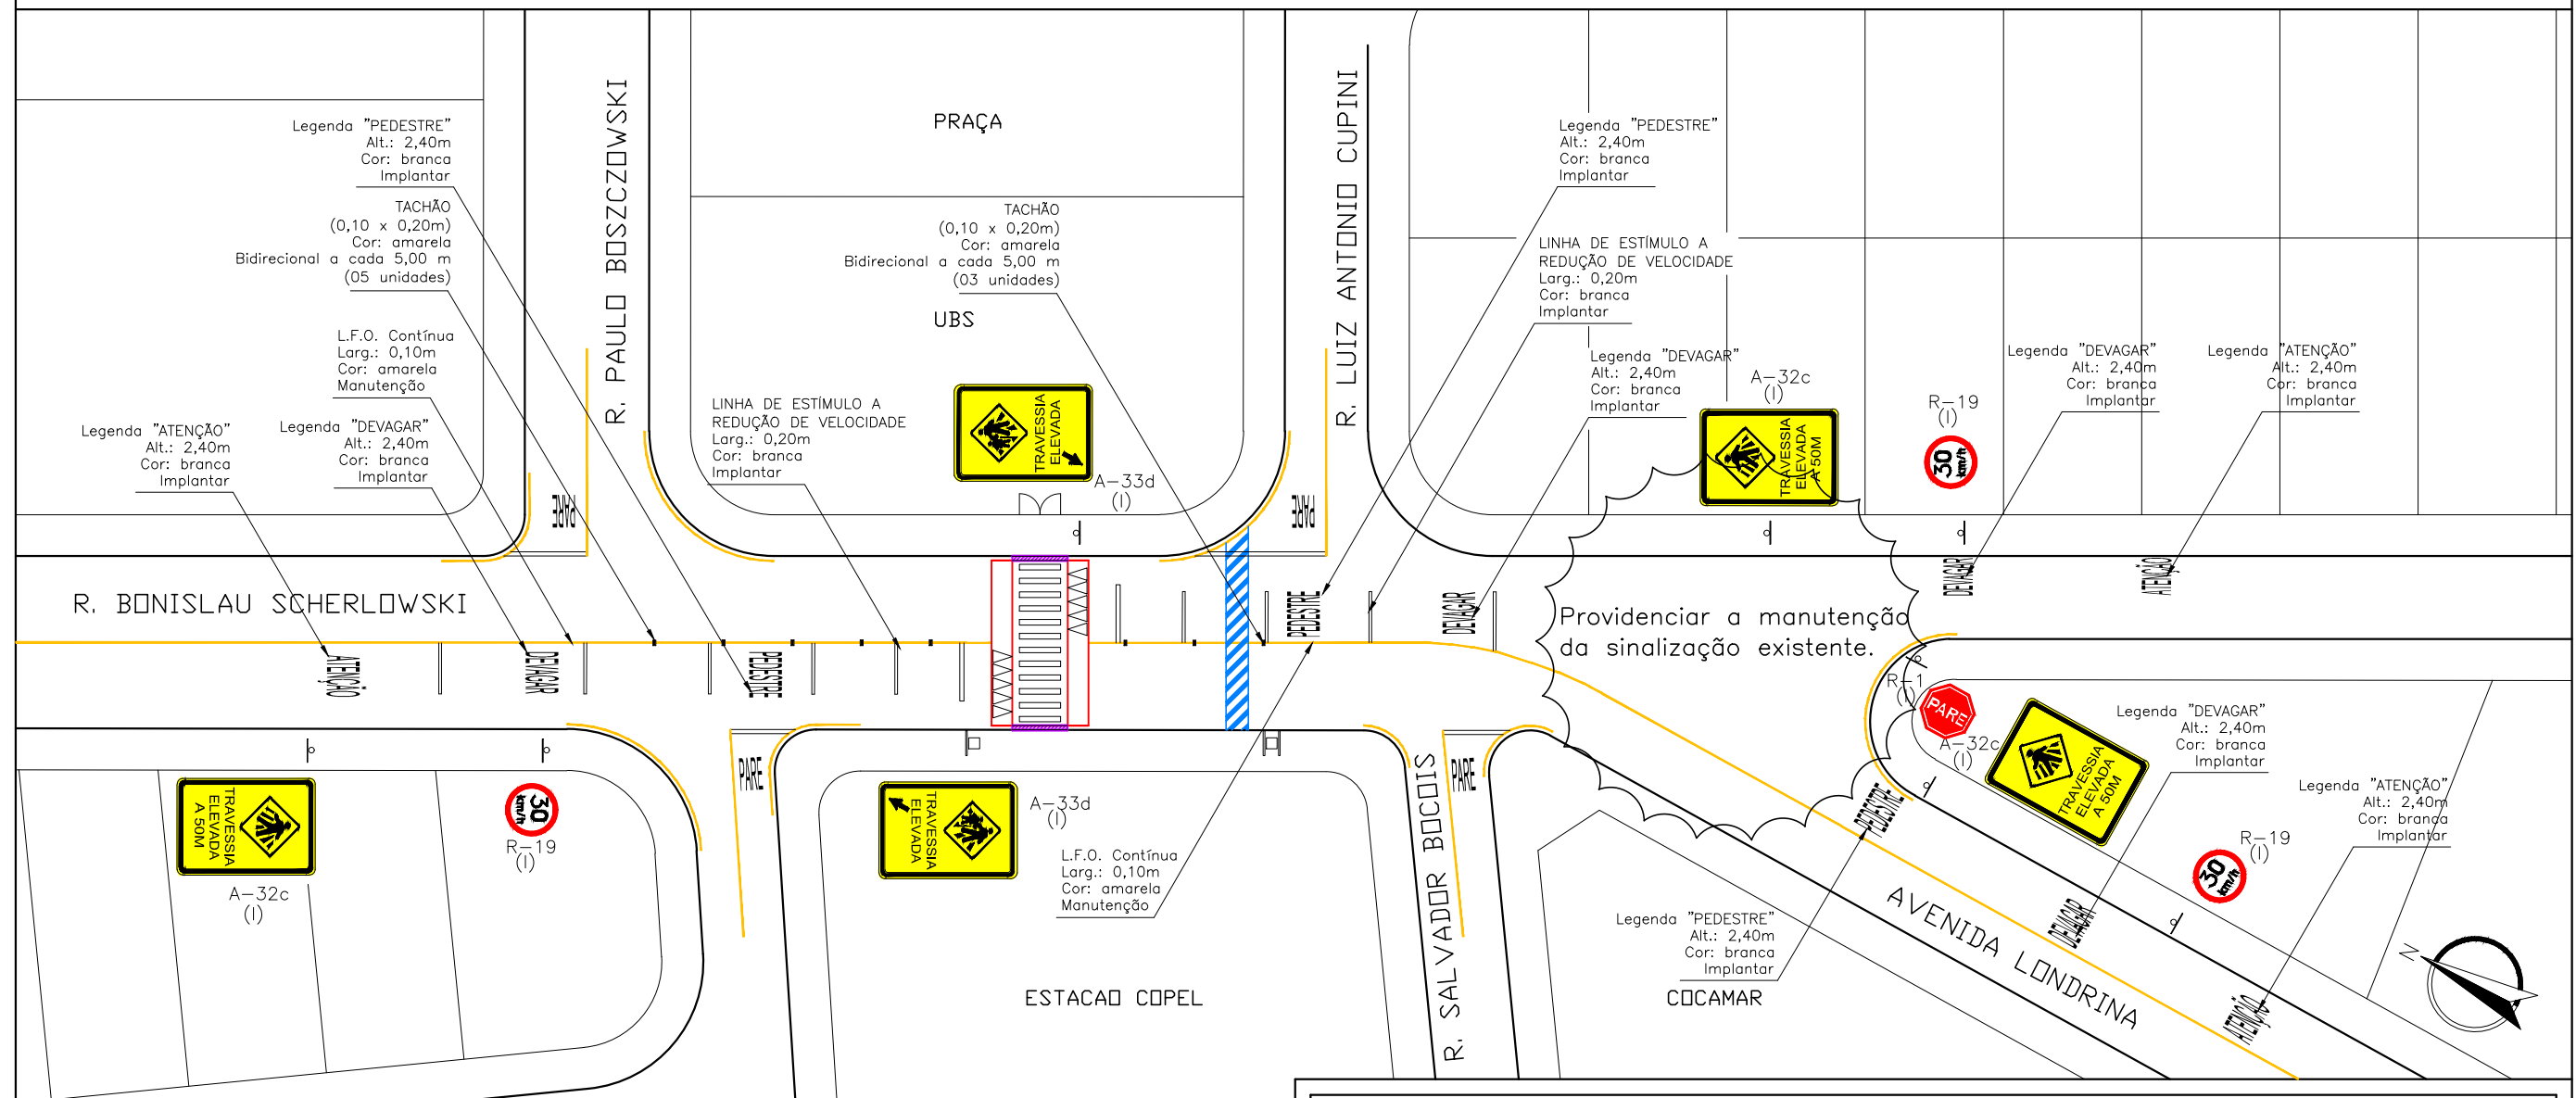 PRAÇA
Legenda "PEDESTRE"
Alt.: 2,40m
Cor: branca
Implantar
TACHÃO
(0,10 x 0,20m)
Cor: amarela
Bidirecional a cada 5,00 m
(05 unidades)
L.F.O. Contínua
Larg.: 0,10m
Cor: amarela
Manutenção
Legenda "ATENÇÃO"
Alt.: 2,40m
Cor: branca
Implantar
Legenda "DEVAGAR"
Alt.: 2,40m
Cor: branca
Implantar
R. PAULO BOSZCZOWSKI
TACHÃO
(0,10 x 0,20m)
Cor: amarela
Bidirecional a cada 5,00 m
(03 unidades)
UBS
LINHA DE ESTÍMULO A
REDUÇÃO DE VELOCIDADE
Larg.: 0,20m
Cor: branca
Implantar
TRAVESSIA
ELEVADA
A-33d
(I)
R. LUIZ ANTONIO CUPINI
Legenda "PEDESTRE"
Alt.: 2,40m
Cor: branca
Implantar
LINHA DE ESTÍMULO A
REDUÇÃO DE VELOCIDADE
Larg.: 0,20m
Cor: branca
Implantar
Legenda "DEVAGAR"
Alt.: 2,40m
Cor: branca
Implantar
A-32c
(I)
TRAVESSIA
ELEVADA
A 50M
R-19
(I)
30
km/h
Legenda "DEVAGAR"
Alt.: 2,40m
Cor: branca
Implantar
Legenda "ATENÇÃO"
Alt.: 2,40m
Cor: branca
Implantar
PARE
PARE
R. BONISLAU SCHERLOWSKI
ATENÇÃO
DEVAGAR
PEDESTRE
PEDESTRE
DEVAGAR
Providenciar a manutenção
da sinalização existente.
DEVAGAR
ATENÇÃO
TRAVESSIA
ELEVADA
A 50M
A-32c
(I)
30
km/h
R-19
(I)
PARE
TRAVESSIA
ELEVADA
A-33d
(I)
L.F.O. Contínua
Larg.: 0,10m
Cor: amarela
Manutenção
ESTACAO COPEL
R. SALVADOR BOCOIS
PARE
R-1
(I)
PARE
A-32c
(I)
TRAVESSIA
ELEVADA
A 50M
Legenda "DEVAGAR"
Alt.: 2,40m
Cor: branca
Implantar
Legenda "ATENÇÃO"
Alt.: 2,40m
Cor: branca
Implantar
R-19
(I)
30
km/h
PEDESTRE
DEVAGAR
ATENÇÃO
AVENIDA LONDRINA
Legenda "PEDESTRE"
Alt.: 2,40m
Cor: branca
Implantar
COCAMAR
N